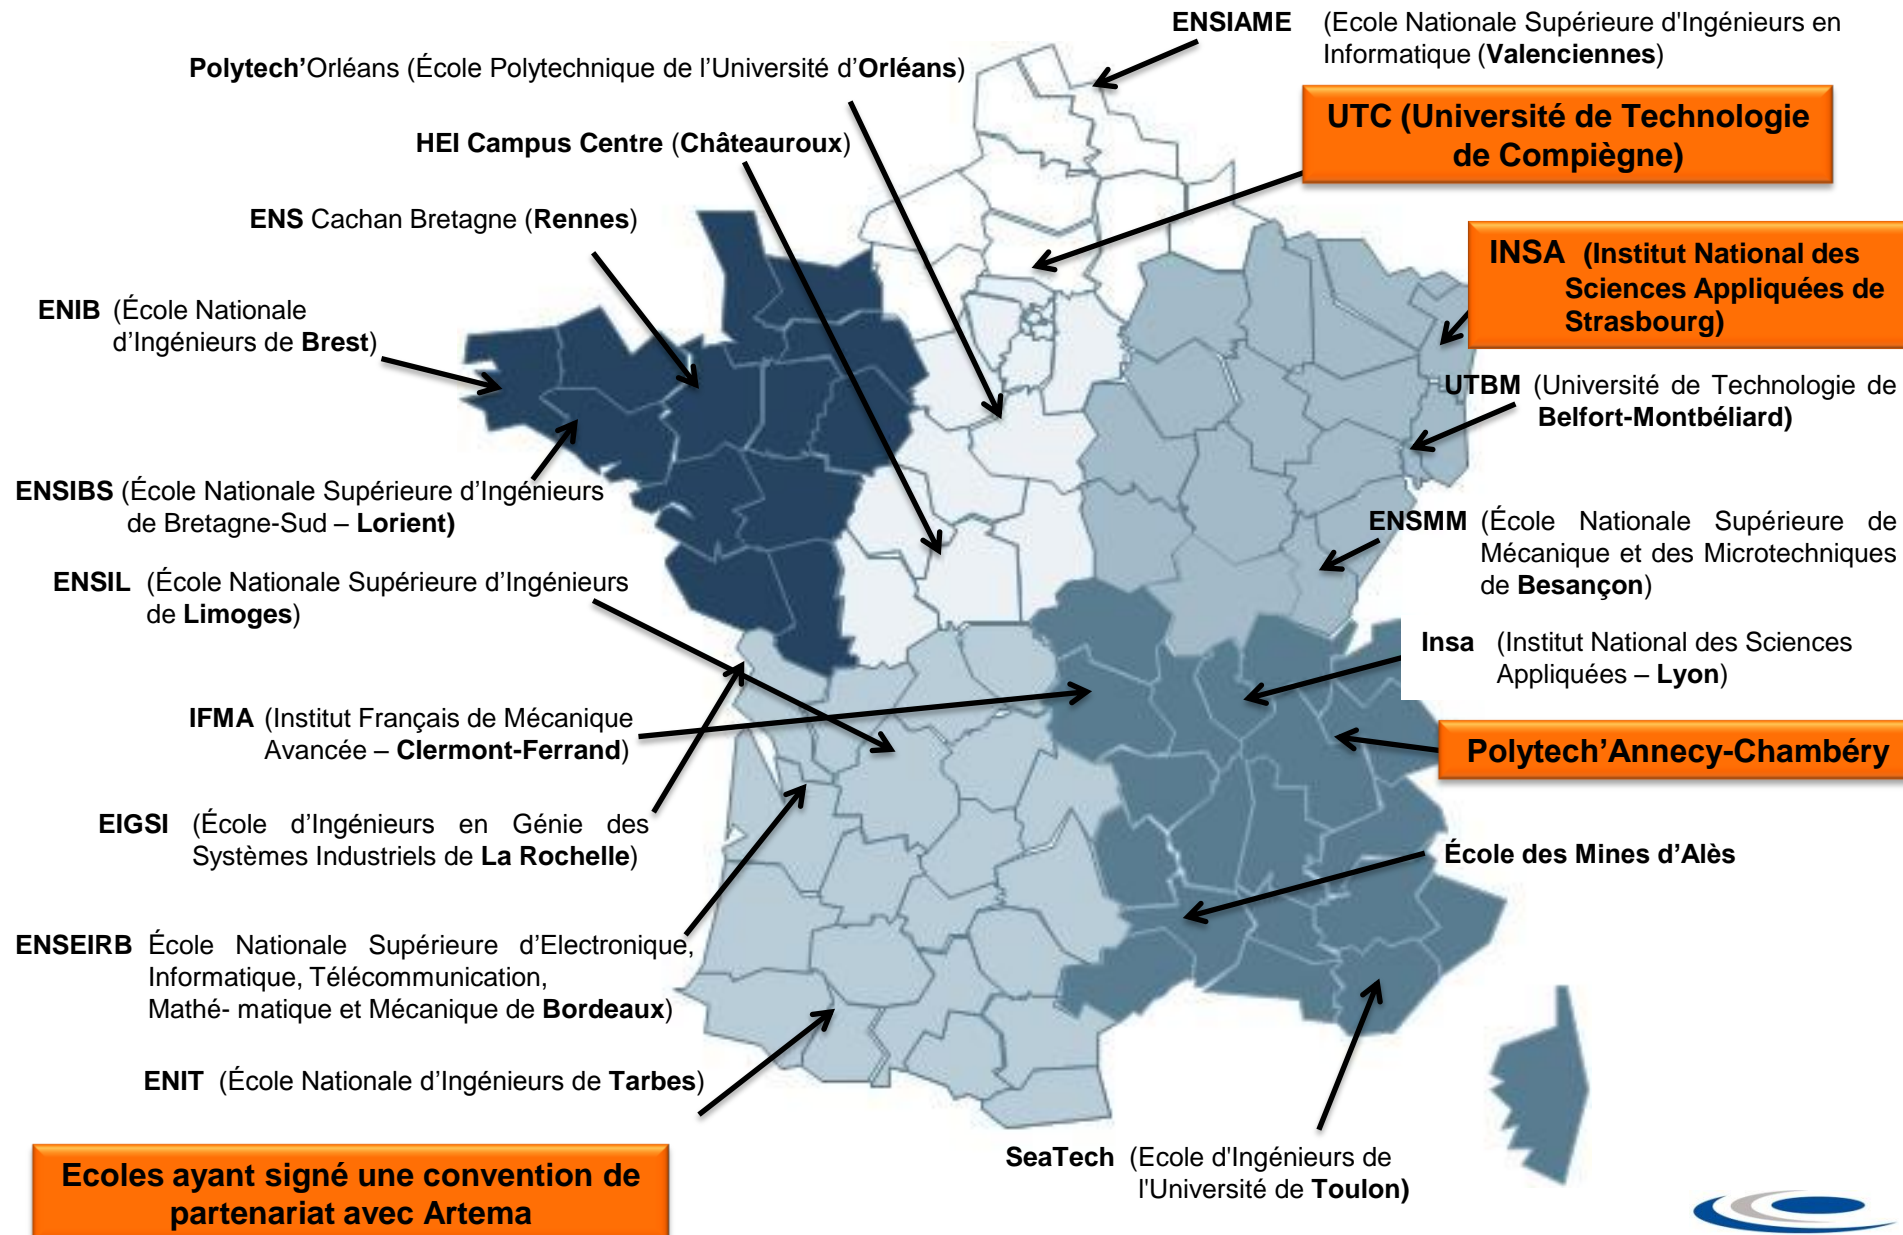 ENSIAME (Ecole Nationale Supérieure d'Ingénieurs en
Informatique (Valenciennes)
Polytech’Orléans (École Polytechnique de l’Université d’Orléans)
UTC (Université de Technologie
de Compiègne)
HEI Campus Centre (Châteauroux)
ENS Cachan Bretagne (Rennes)
INSA (Institut National des
Sciences Appliquées de
Strasbourg)
ENIB (École Nationale
d’Ingénieurs de Brest)
UTBM (Université de Technologie de
Belfort-Montbéliard)
ENSIBS (École Nationale Supérieure d’Ingénieurs
de Bretagne-Sud – Lorient)
ENSMM (École Nationale Supérieure de
Mécanique et des Microtechniques
de Besançon)
ENSIL (École Nationale Supérieure d’Ingénieurs
de Limoges)
Insa (Institut National des Sciences
Appliquées – Lyon)
IFMA (Institut Français de Mécanique
Avancée – Clermont-Ferrand)
Polytech’Annecy-Chambéry
EIGSI (École d’Ingénieurs en Génie des
Systèmes Industriels de La Rochelle)
École des Mines d’Alès
ENSEIRB École Nationale Supérieure d’Electronique,
Informatique, Télécommunication,
Mathé- matique et Mécanique de Bordeaux)
ENIT (École Nationale d’Ingénieurs de Tarbes)
SeaTech (Ecole d'Ingénieurs de
l'Université de Toulon)
Ecoles ayant signé une convention de
partenariat avec Artema